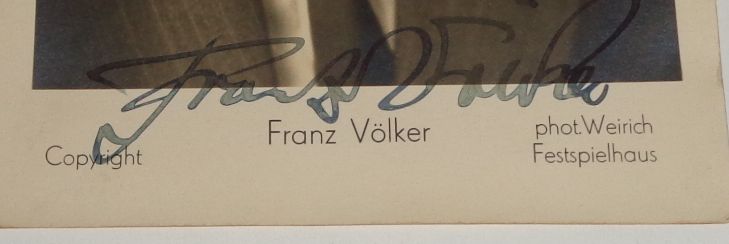 Franz Völker
Franz Völker
phot.Weirich
Copyright
Festspielhaus